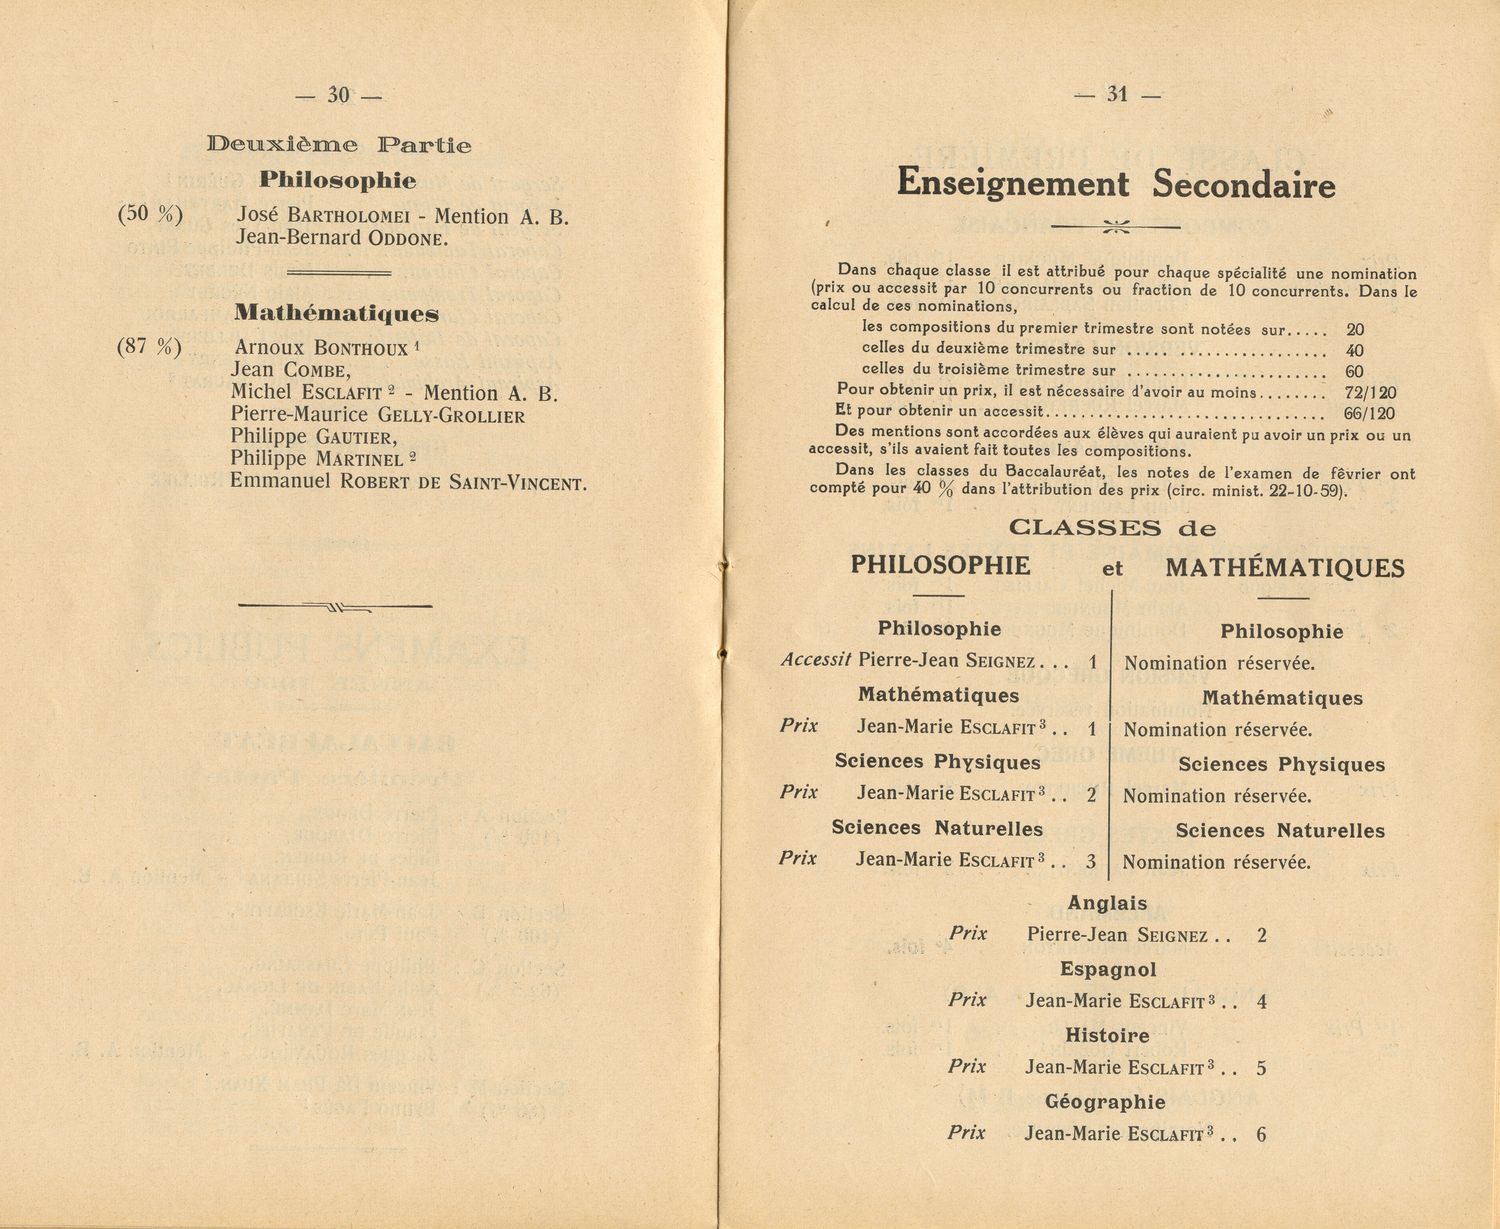 — 30 —
Deuxième Partie
Philosophie
(50 %) José BARTHOLOMEI - Mention A. B.
Jean-Bernard ODDONE.
Mathématiques
(87 %) Arnoux BONTHOUX 1
Jean COMBE,
Michel ESCLAFIT 2 - Mention A. B.
Pierre-Maurice GELLY-GROLLIER
Philippe GAUTIER,
Philippe MARTINEL 2
Emmanuel ROBERT DE SAINT-VINCENT.
— 31 —
Enseignement Secondaire
Dans chaque classe il est attribué pour chaque spécialité une nomination
(prix ou accessit par 10 concurrents ou fraction de 10 concurrents. Dans le
calcul de ces nominations,
les compositions du premier trimestre sont notées sur..... 20
celles du deuxième trimestre sur ..... .................. 40
celles du troisième trimestre sur ...................... 60
Pour obtenir un prix, il est nécessaire d'avoir au moins........ 72/120
Et pour obtenir un accessit.............................. 66/120
Des mentions sont accordées aux élèves qui auraient pu avoir un prix ou un
accessit, s'ils avaient fait toutes les compositions.
Dans les classes du Baccalauréat, les notes de l'examen de février ont
compté pour 40 % dans l'attribution des prix (circ. minist. 22-10-59).
CLASSES de
PHILOSOPHIE et MATHÉMATIQUES
Philosophie
Accessit Pierre-Jean SEIGNEZ... 1
Mathématiques
Prix Jean-Marie ESCLAFIT 3.. 1
Sciences Physiques
Prix Jean-Marie ESCLAFIT 3.. 2
Sciences Naturelles
Prix Jean-Marie ESCLAFIT 3.. 3
Philosophie
Nomination réservée.
Mathématiques
Nomination réservée.
Sciences Physiques
Nomination réservée.
Sciences Naturelles
Nomination réservée.
Anglais
Prix Pierre-Jean SEIGNEZ.. 2
Espagnol
Prix Jean-Marie ESCLAFIT 3.. 4
Histoire
Prix Jean-Marie ESCLAFIT 3.. 5
Géographie
Prix Jean-Marie ESCLAFIT 3.. 6